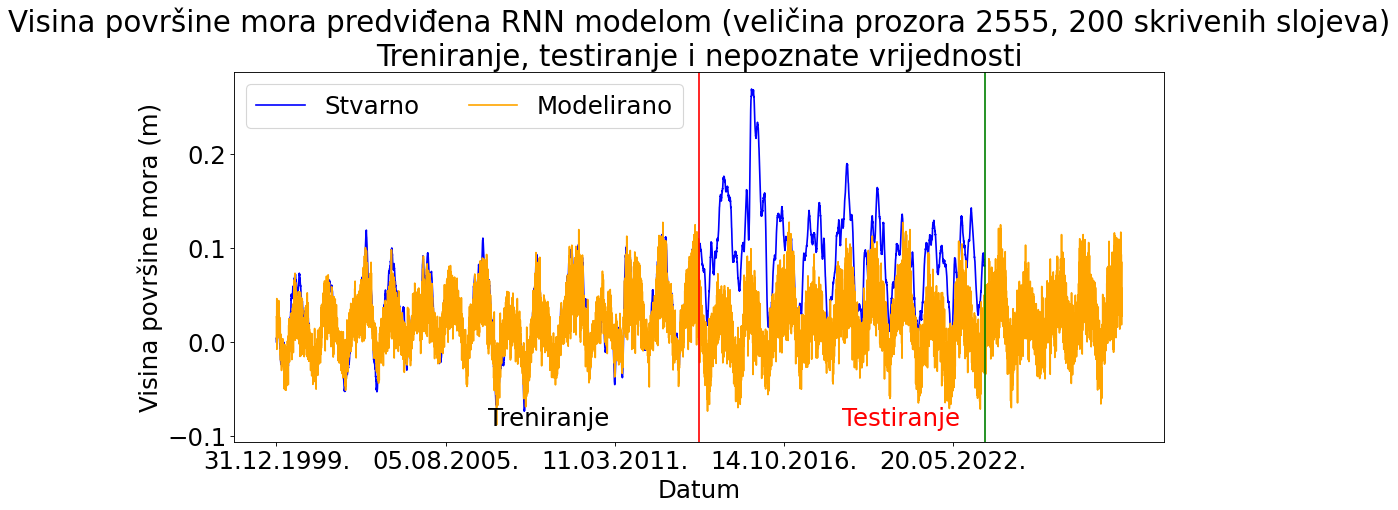 Visina površine mora predviđena RNN modelom (veličina prozora 2555, 200 skrivenih slojeva)
Treniranje, testiranje i nepoznate vrijednosti
Stvarno
Modelirano
Visina površine mora (m)
0.2
0.1
0.0
−0.1
Treniranje
Testiranje
31.12.1999.
05.08.2005.
11.03.2011.
14.10.2016.
20.05.2022.
Datum